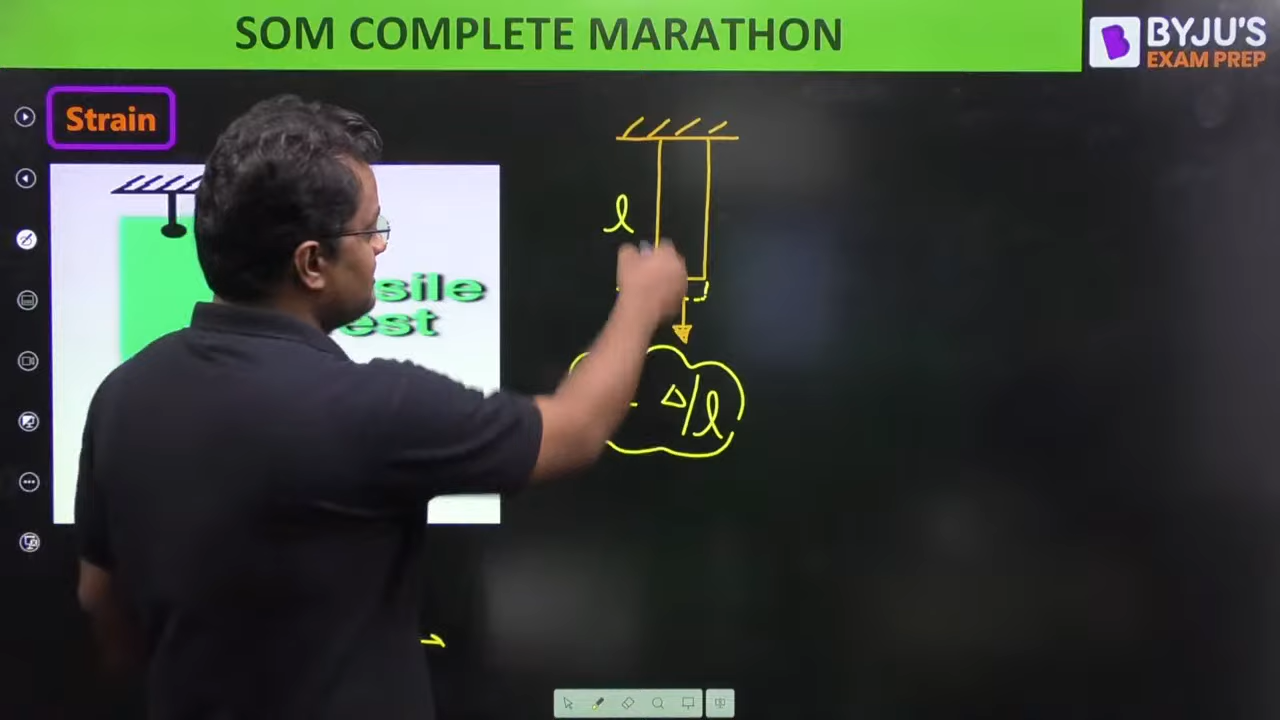 SOM COMPLETE MARATHON
BYJU'S
EXAM PREP
Strain
l
Δ/l